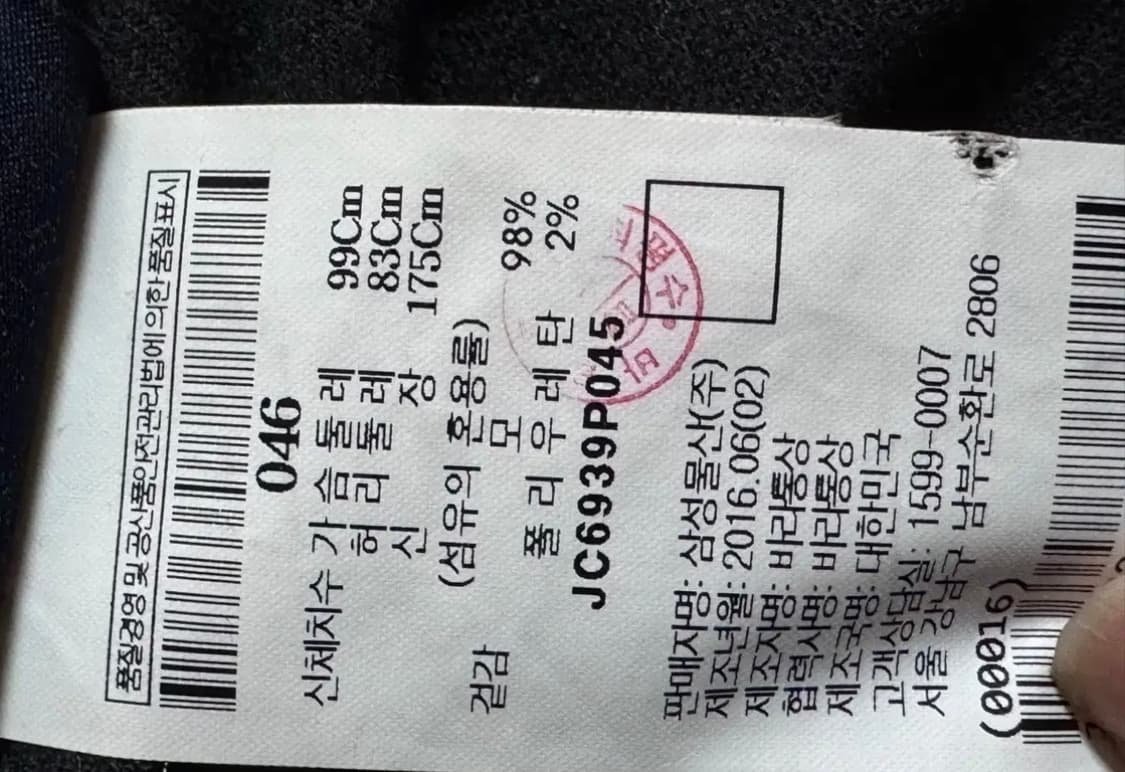 품질경영 및 공산품안전관리법에 의한 품질표시
046
신체치수 가슴둘레 99Cm
허리둘레 83Cm
신장 175Cm
(섬유의 혼용률)
겉감 모 98%
폴리우레탄 2%
JC6939P045
판매자명: 삼성물산(주)
제조년월: 2016.06(02)
제조자명: 바리통상
협력사명: 바리통상
제조국명: 대한민국
고객상담실: 1599-0007
서울 강남구 남부순환로 2806
(00016)